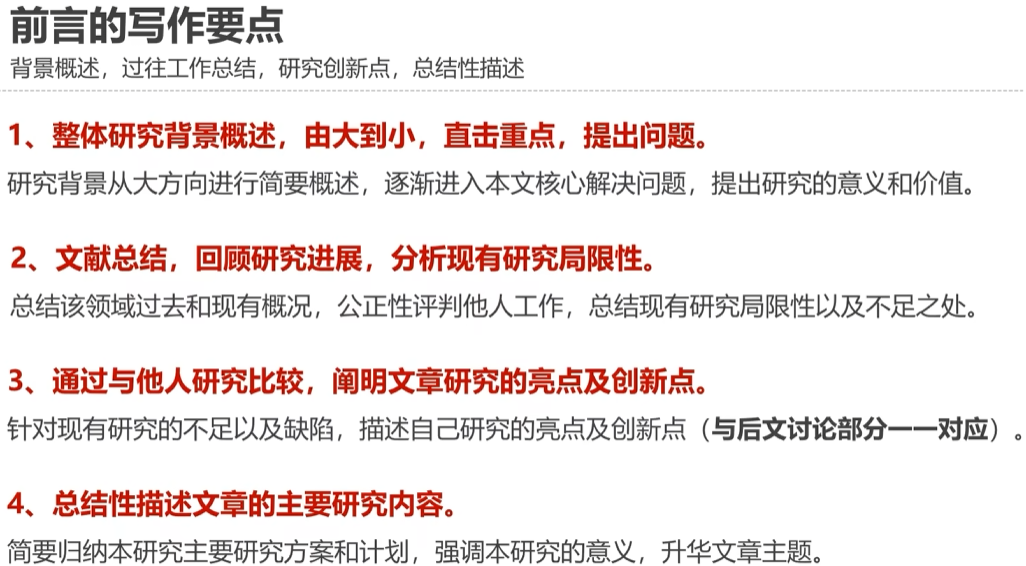 前言的写作要点
背景概述，过往工作总结，研究创新点，总结性描述
1、整体研究背景概述，由大到小，直击重点，提出问题。
研究背景从大方向进行简要概述，逐渐进入本文核心解决问题，提出研究的意义和价值。
2、文献总结，回顾研究进展，分析现有研究局限性。
总结该领域过去和现有概况，公正性评判他人工作，总结现有研究局限性以及不足之处。
3、通过与他人研究比较，阐明文章研究的亮点及创新点。
针对现有研究的不足以及缺陷，描述自己研究的亮点及创新点（与后文讨论部分一一对应）。
4、总结性描述文章的主要研究内容。
简要归纳本研究主要研究方案和计划，强调本研究的意义，升华文章主题。